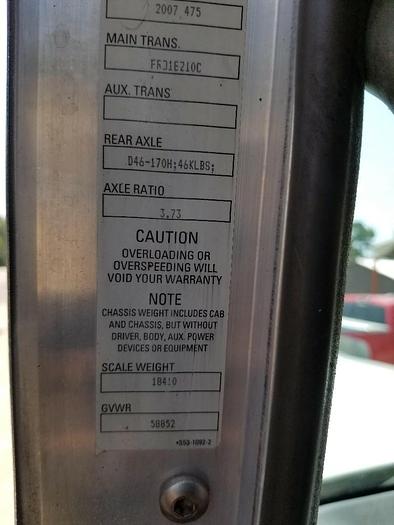 2007 475
MAIN TRANS.
AUX. TRANS
REAR AXLE
D46-170H;46KLBS;
AXLE RATIO
3.73
CAUTION
OVERLOADING OR
OVERSPEEDING WILL
VOID YOUR WARRANTY
NOTE
CHASSIS WEIGHT INCLUDES CAB
AND CHASSIS, BUT WITHOUT
DRIVER, BODY, AUX. POWER
DEVICES OR EQUIPMENT
SCALE WEIGHT
18410
GVWR
58852